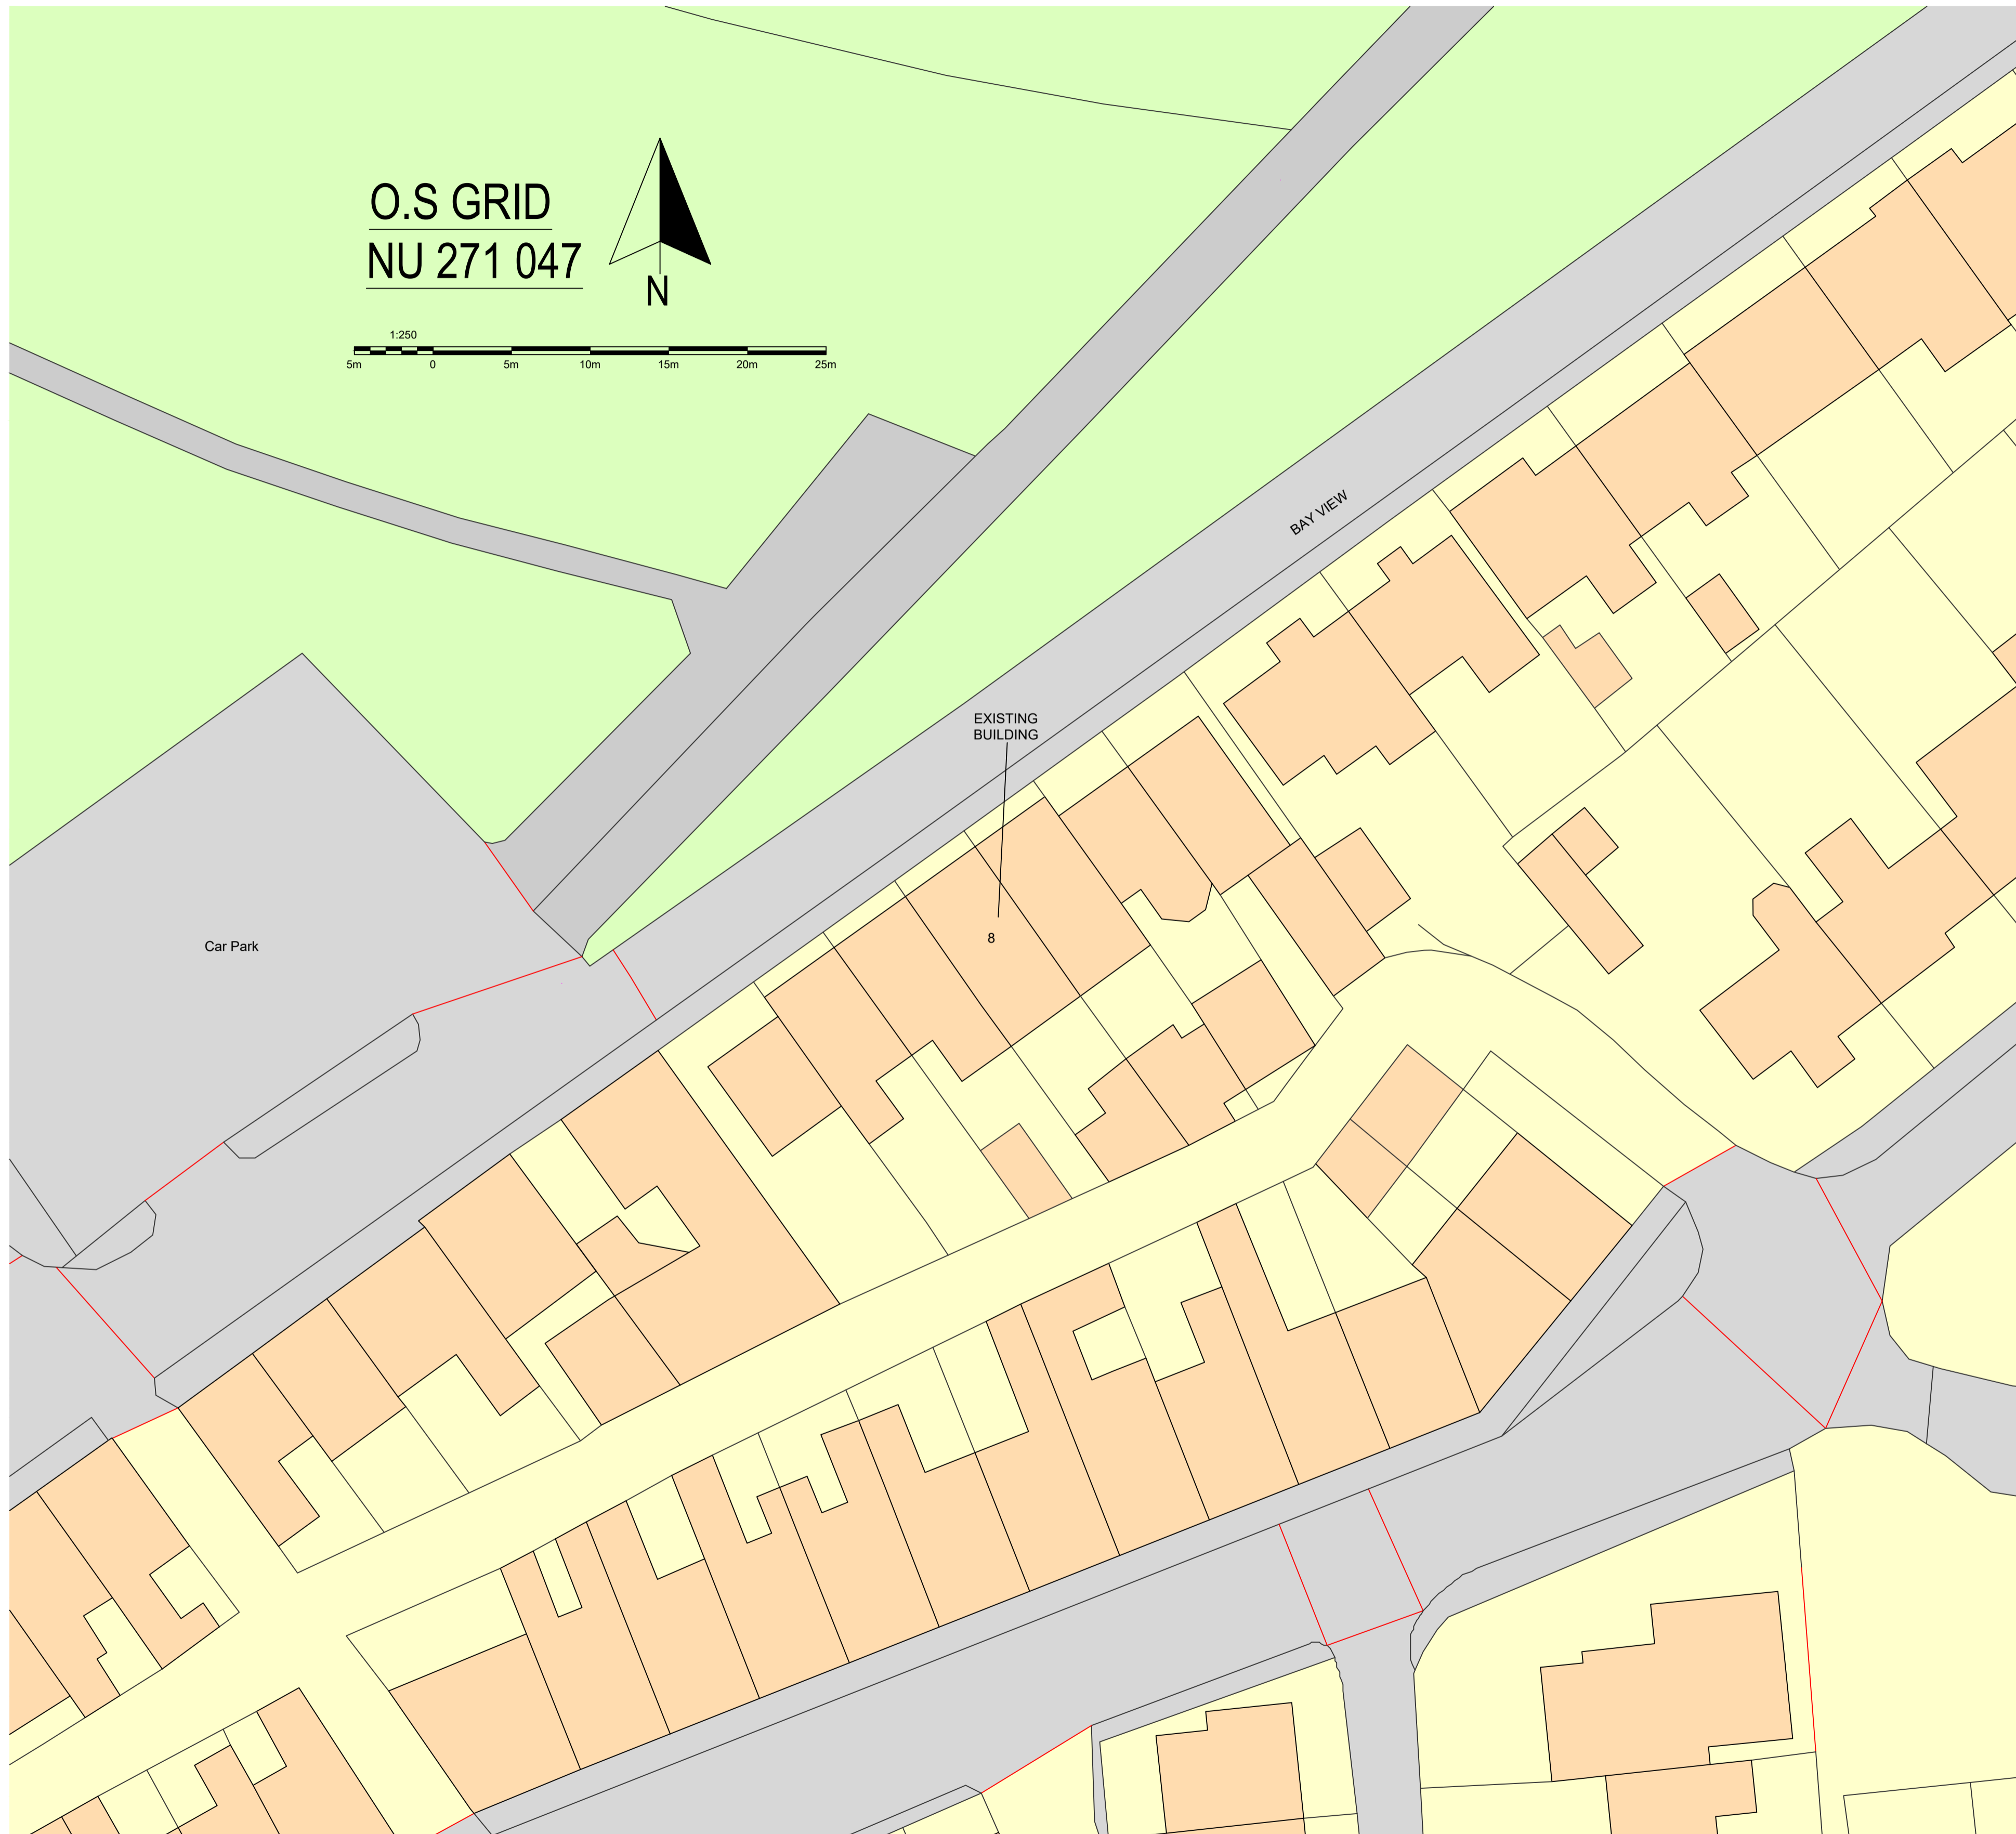 O.S GRID
NU 271 047
N
1:250
5m 0 5m 10m 15m 20m 25m
BAY VIEW
EXISTING
BUILDING
8
Car Park